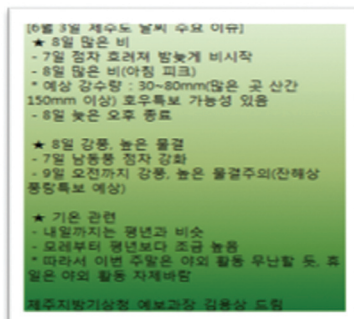 [6월 3일 제주도 날씨 주요 이슈]
★ 8일 많은 비
- 7일 점차 흐려져 밤늦게 비시작
- 8일 많은 비(아침 피크)
* 예상 강수량 : 30~80mm(많은 곳 산간
150mm 이상) 호우특보 가능성 있음
- 8일 늦은 오후 종료
★ 8일 강풍, 높은 물결
- 7일 남동풍 점차 강화
- 9일 오전까지 강풍, 높은 물결주의(잔해상
풍랑특보 예상)
★ 기온 관련
- 내일까지는 평년과 비슷
- 모레부터 평년보다 조금 높음
* 따라서 이번 주말은 야외 활동 무난할 듯, 휴
일은 야외 활동 자제바람
제주지방기상청 예보과장 김용상 드림